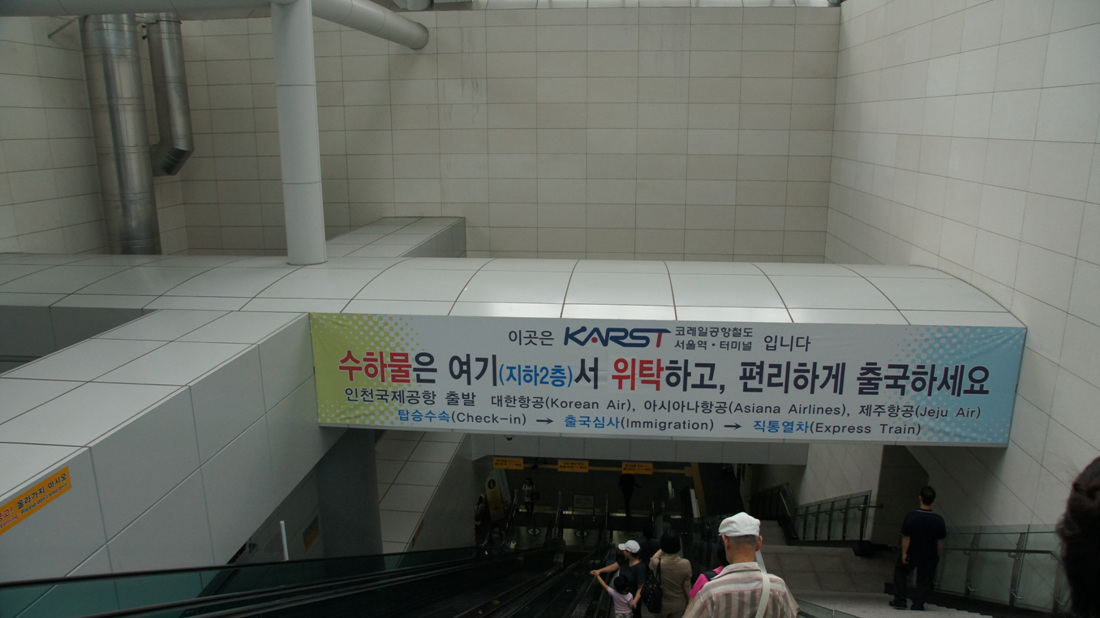 이곳은 KARST 코레일공항철도 서울역·터미널 입니다
수하물은 여기(지하2층)서 위탁하고, 편리하게 출국하세요
인천국제공항 출발 대한항공(Korean Air), 아시아나항공(Asiana Airlines), 제주항공(Jeju Air)
탑승수속(Check-in) → 출국심사(Immigration) → 직통열차(Express Train)